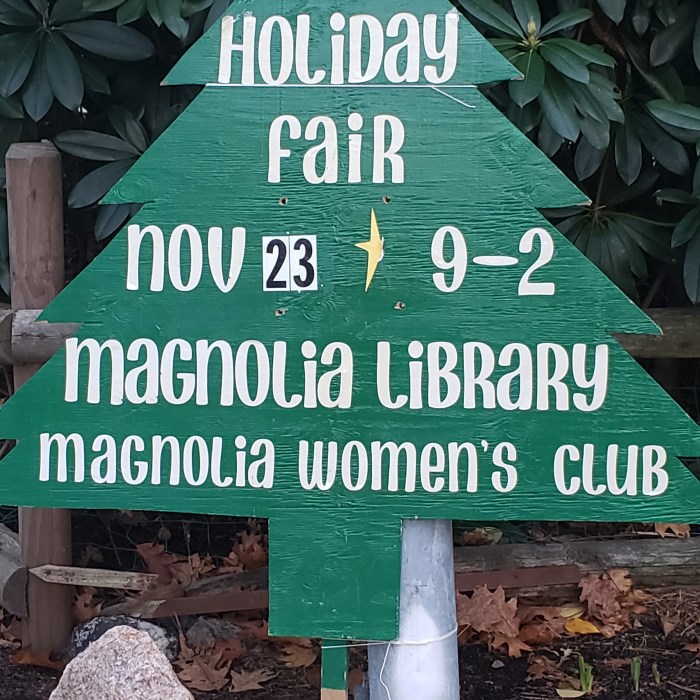 HOLiDAY
FaiR
NOV 23 9-2
MAGNOLia LiBRARY
MAGNOLia WOMEN'S CLUB